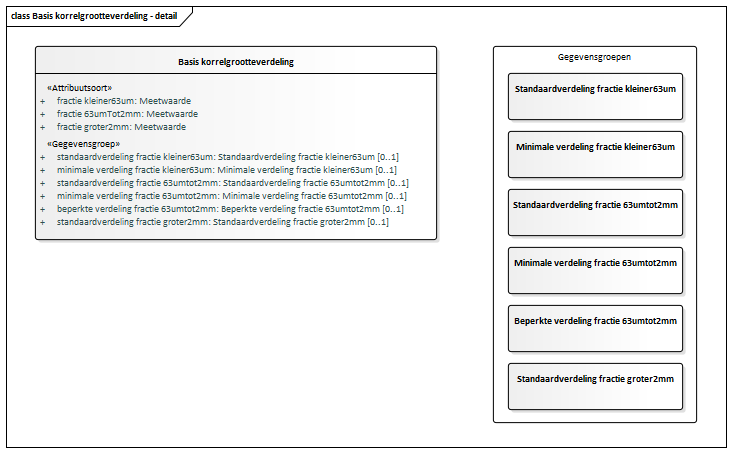 class Basis korrelgrootteverdeling - detail
Basis korrelgrootteverdeling
«Attribuutsoort»
+ fractie kleiner63um: Meetwaarde
+ fractie 63umTot2mm: Meetwaarde
+ fractie groter2mm: Meetwaarde
«Gegevensgroep»
+ standaardverdeling fractie kleiner63um: Standaardverdeling fractie kleiner63um [0..1]
+ minimale verdeling fractie kleiner63um: Minimale verdeling fractie kleiner63um [0..1]
+ standaardverdeling fractie 63umtot2mm: Standaardverdeling fractie 63umtot2mm [0..1]
+ minimale verdeling fractie 63umtot2mm: Minimale verdeling fractie 63umtot2mm [0..1]
+ beperkte verdeling fractie 63umtot2mm: Beperkte verdeling fractie 63umtot2mm [0..1]
+ standaardverdeling fractie groter2mm: Standaardverdeling fractie groter2mm [0..1]
Gegevensgroepen
Standaardverdeling fractie kleiner63um
Minimale verdeling fractie kleiner63um
Standaardverdeling fractie 63umtot2mm
Minimale verdeling fractie 63umtot2mm
Beperkte verdeling fractie 63umtot2mm
Standaardverdeling fractie groter2mm